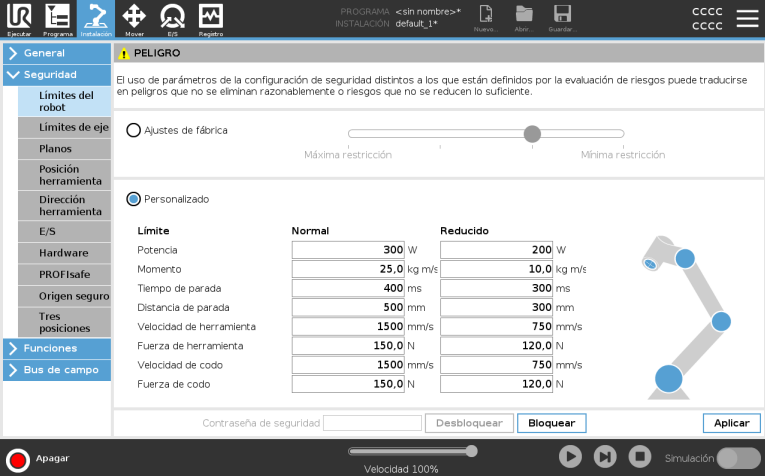 PROGRAMA <sin nombre>*
INSTALACIÓN default_1*
CCCC
CCCC
Ejecutar Programa Instalación Mover E/S Registro Nuevo... Abrir... Guardar...
General
Seguridad
Límites del
robot
Límites de eje
Planos
Posición
herramienta
Dirección
herramienta
E/S
Hardware
PROFIsafe
Origen seguro
Tres
posiciones
Funciones
Bus de campo
PELIGRO
El uso de parámetros de la configuración de seguridad distintos a los que están definidos por la evaluación de riesgos puede traducirse
en peligros que no se eliminan razonablemente o riesgos que no se reducen lo suficiente.
Ajustes de fábrica
Máxima restricción Mínima restricción
Personalizado
Límite Normal Reducido
Potencia 300 W 200 W
Momento 25,0 kg m/s 10,0 kg m/s
Tiempo de parada 400 ms 300 ms
Distancia de parada 500 mm 300 mm
Velocidad de herramienta 1500 mm/s 750 mm/s
Fuerza de herramienta 150,0 N 120,0 N
Velocidad de codo 1500 mm/s 750 mm/s
Fuerza de codo 150,0 N 120,0 N
Contraseña de seguridad Desbloquear Bloquear Aplicar
Apagar
Velocidad 100%
Simulación